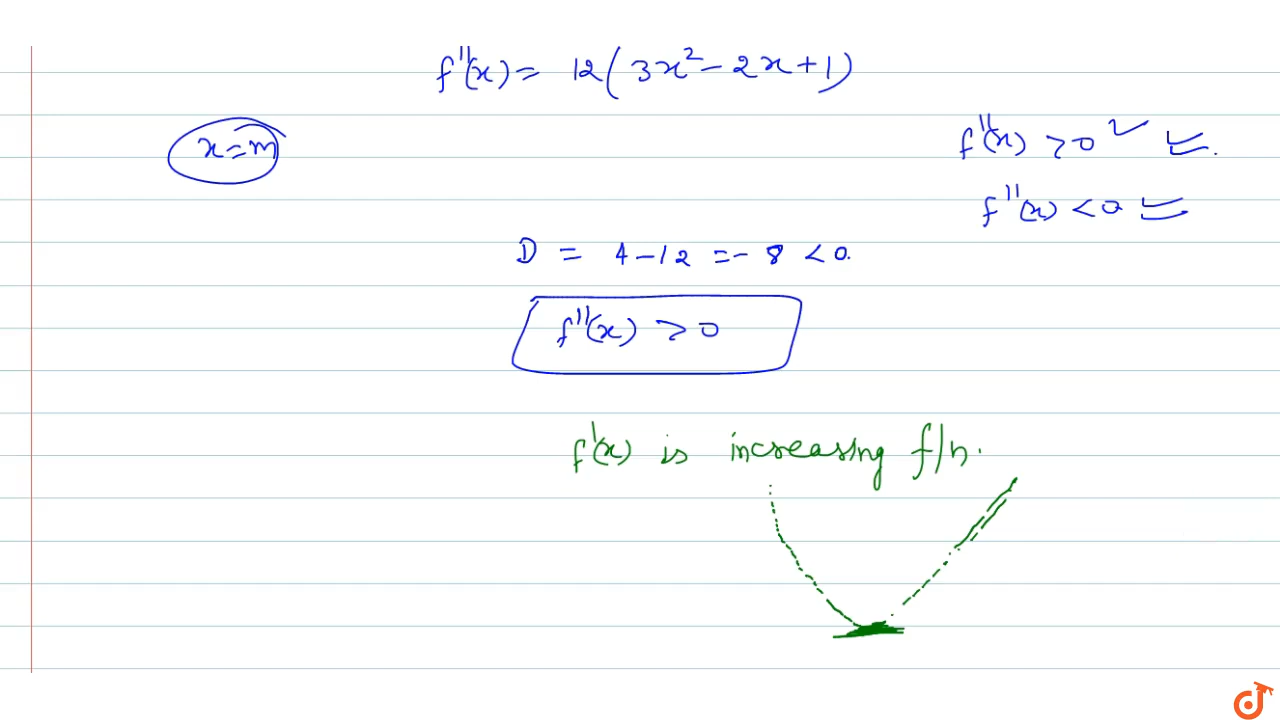 f''(x) = 12(3x² - 2x + 1)
x = m
f''(x) > 0
f''(x) < 0
D = 4 - 12 = - 8 < 0.
f''(x) > 0
f'(x) is increasing f/n.